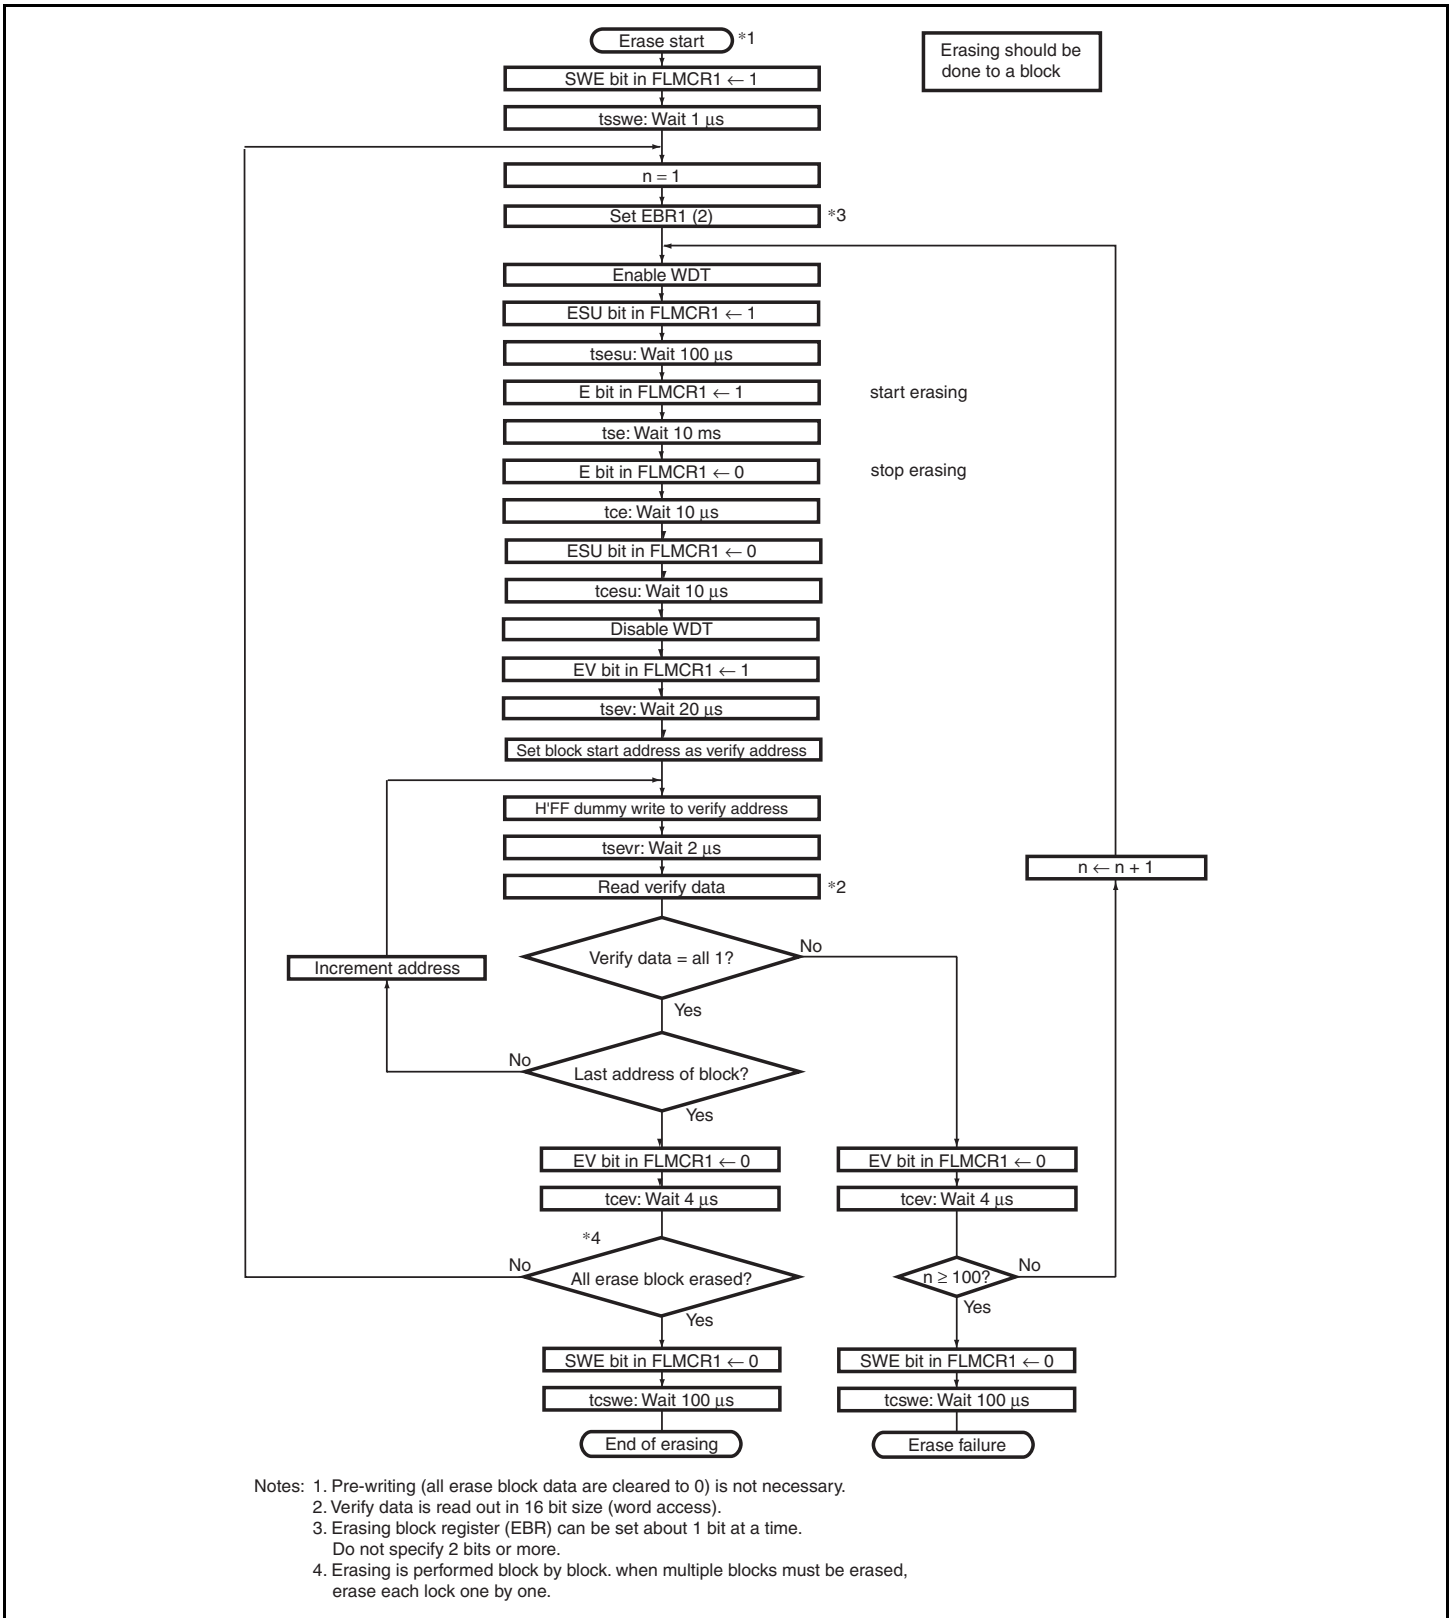 Erase start
*1
Erasing should be
done to a block
SWE bit in FLMCR1 ← 1
tsswe: Wait 1 μs
n = 1
Set EBR1 (2)
*3
Enable WDT
ESU bit in FLMCR1 ← 1
tsesu: Wait 100 μs
E bit in FLMCR1 ← 1
start erasing
tse: Wait 10 ms
E bit in FLMCR1 ← 0
stop erasing
tce: Wait 10 μs
ESU bit in FLMCR1 ← 0
tcesu: Wait 10 μs
Disable WDT
EV bit in FLMCR1 ← 1
tsev: Wait 20 μs
Set block start address as verify address
H'FF dummy write to verify address
tsevr: Wait 2 μs
n ← n + 1
Read verify data
*2
Verify data = all 1?
No
Increment address
Yes
No
Last address of block?
Yes
EV bit in FLMCR1 ← 0
EV bit in FLMCR1 ← 0
tcev: Wait 4 μs
tcev: Wait 4 μs
*4
No
All erase block erased?
n ≥ 100?
No
Yes
Yes
SWE bit in FLMCR1 ← 0
SWE bit in FLMCR1 ← 0
tcswe: Wait 100 μs
tcswe: Wait 100 μs
End of erasing
Erase failure
Notes: 1. Pre-writing (all erase block data are cleared to 0) is not necessary.
2. Verify data is read out in 16 bit size (word access).
3. Erasing block register (EBR) can be set about 1 bit at a time.
Do not specify 2 bits or more.
4. Erasing is performed block by block. when multiple blocks must be erased,
erase each lock one by one.